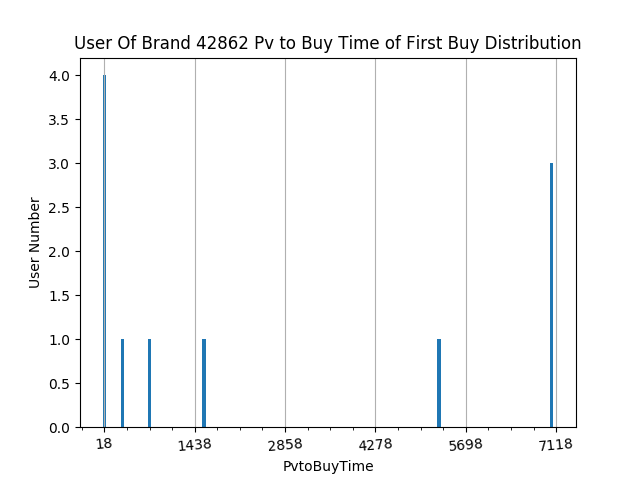 User Of Brand 42862 Pv to Buy Time of First Buy Distribution
4.0
3.5
3.0
2.5
2.0
1.5
1.0
0.5
0.0
User Number
18 1438 2858 4278 5698 7118
PvtoBuyTime